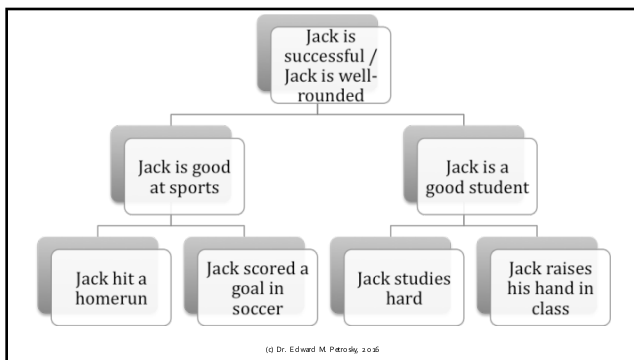 Jack is
successful /
Jack is well-
rounded
Jack is good
at sports
Jack is a
good student
Jack hit a
homerun
Jack scored a
goal in
soccer
Jack studies
hard
Jack raises
his hand in
class
(c) Dr. Edward M. Petrosky, 2016